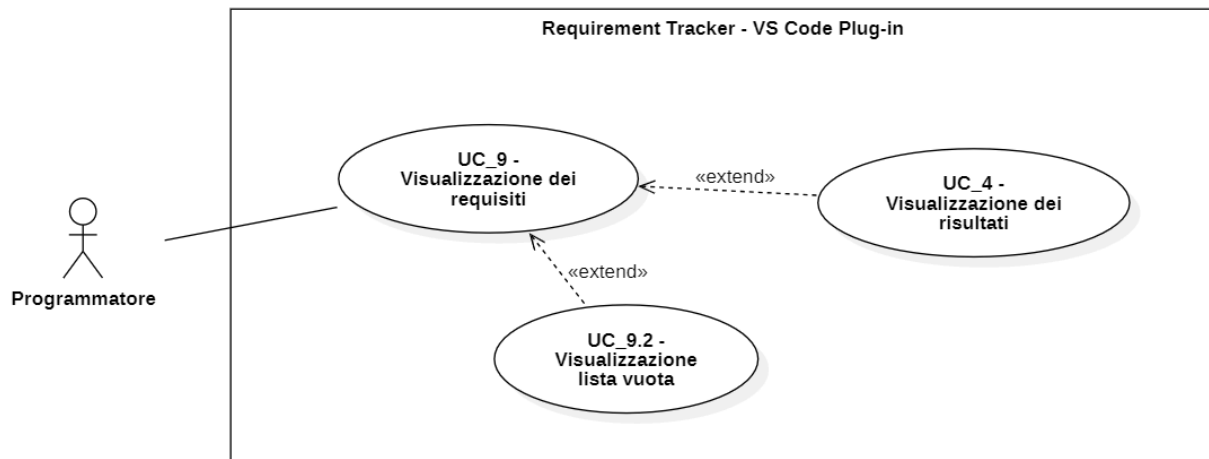 Requirement Tracker - VS Code Plug-in
UC_9 -
Visualizzazione dei
requisiti
«extend»
UC_4 -
Visualizzazione dei
risultati
Programmatore
«extend»
UC_9.2 -
Visualizzazione
lista vuota